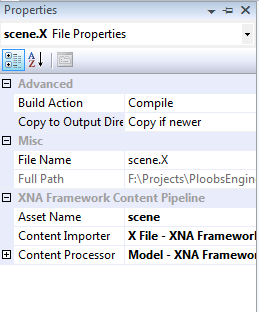 Properties
scene.X File Properties
Advanced
Build Action Compile
Copy to Output Dire Copy if newer
Misc
File Name scene.X
Full Path F:\Projects\PloobsEngin
XNA Framework Content Pipeline
Asset Name scene
Content Importer X File - XNA Framework
Content Processor Model - XNA Framewor